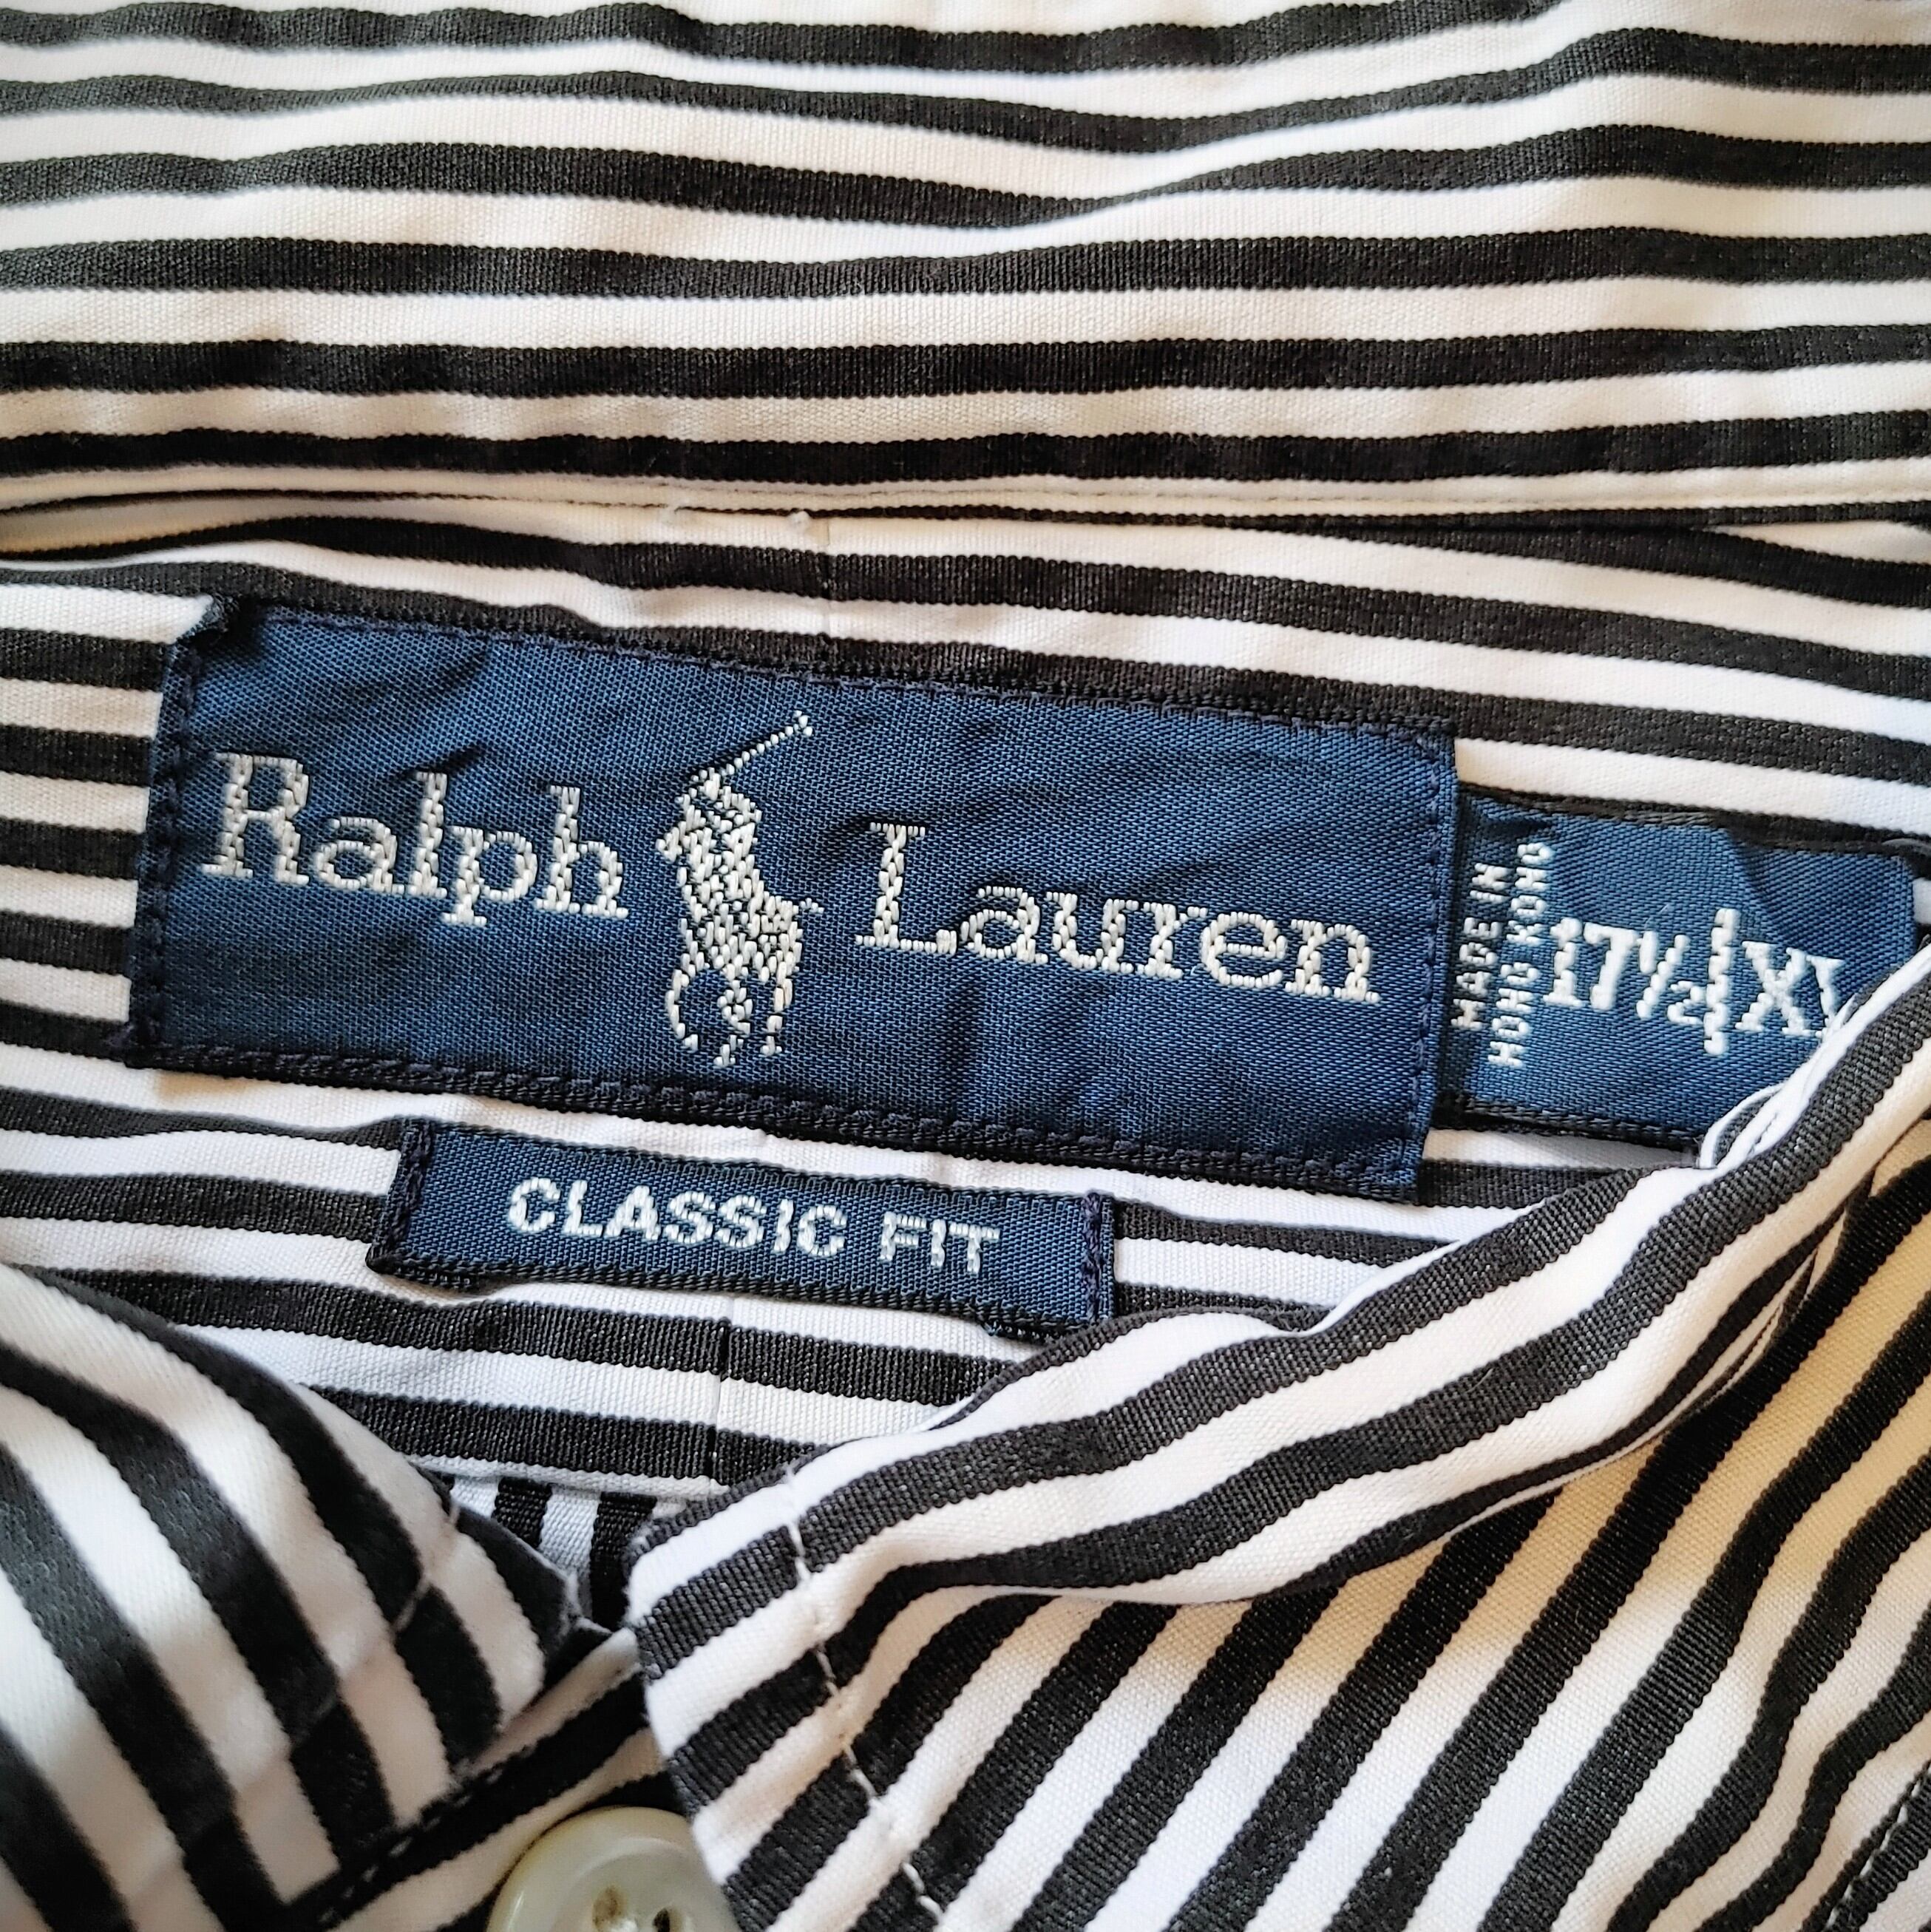 Ralph Lauren
MADE IN
HONG KONG
17½ | XL
CLASSIC FIT